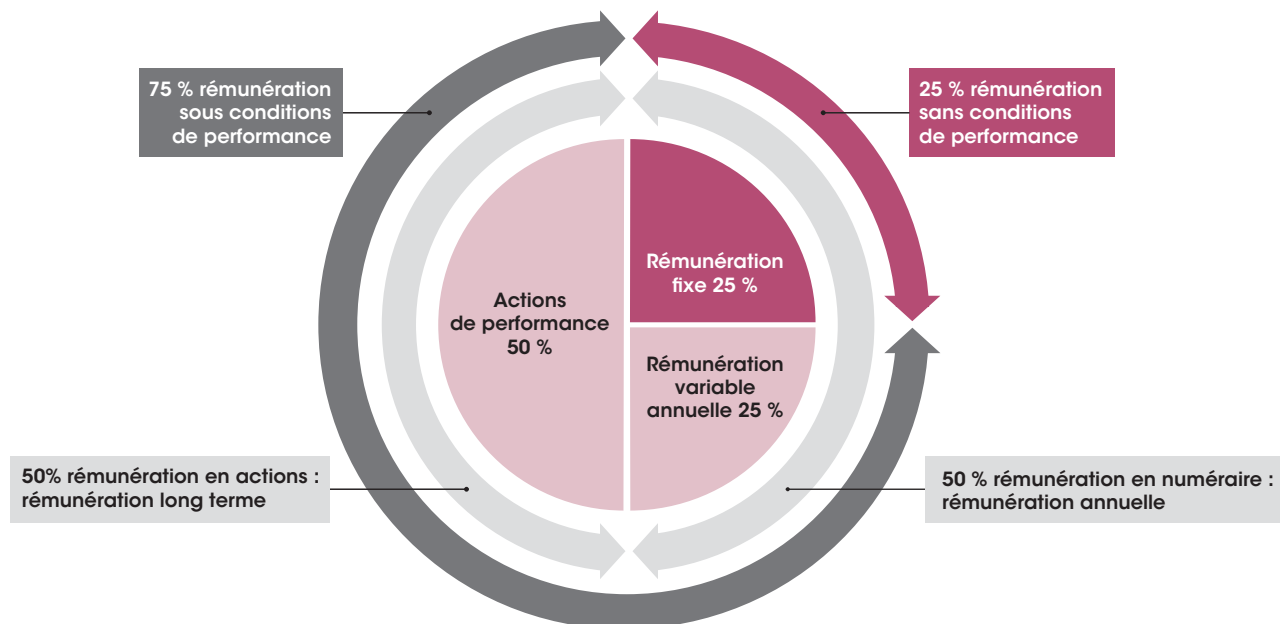 75 % rémunération
sous conditions
de performance
25 % rémunération
sans conditions
de performance
Rémunération
fixe 25 %
Actions
de performance
50 %
Rémunération
variable
annuelle 25 %
50% rémunération en actions :
rémunération long terme
50 % rémunération en numéraire :
rémunération annuelle